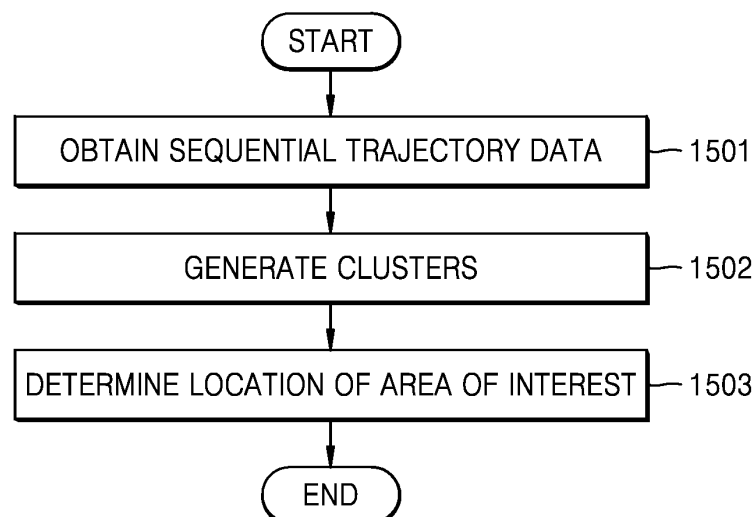 START
OBTAIN SEQUENTIAL TRAJECTORY DATA
1501
GENERATE CLUSTERS
1502
DETERMINE LOCATION OF AREA OF INTEREST
1503
END